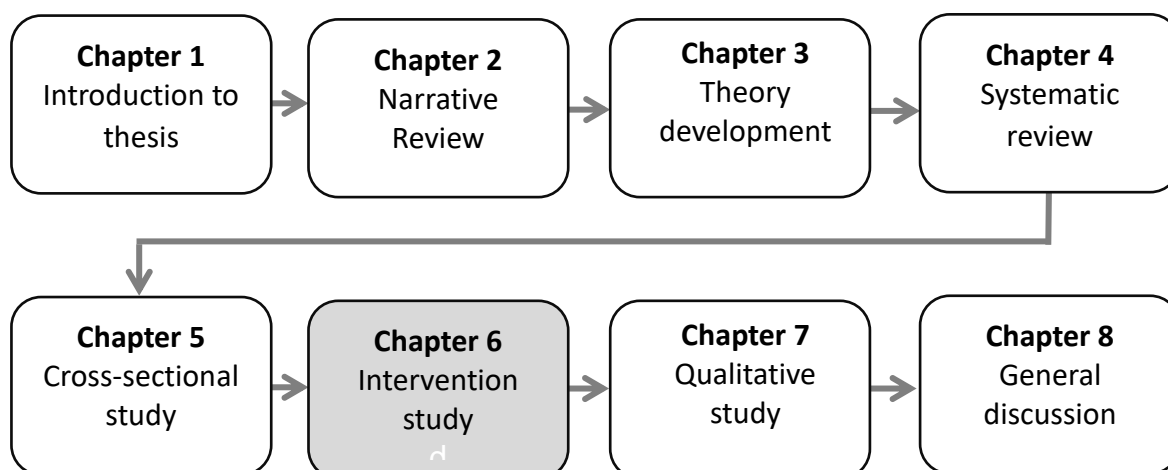 Chapter 1
Introduction to
thesis
Chapter 2
Narrative
Review
Chapter 3
Theory
development
Chapter 4
Systematic
review
Chapter 5
Cross-sectional
study
Chapter 6
Intervention
study
d
Chapter 7
Qualitative
study
Chapter 8
General
discussion